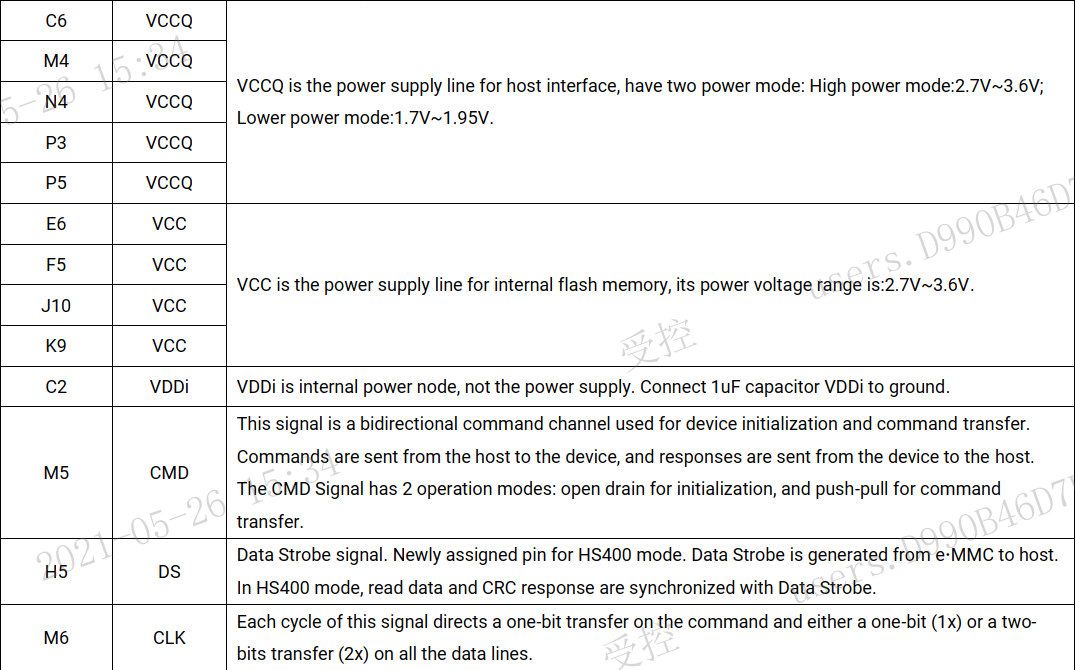 C6 VCCQ
M4 VCCQ
N4 VCCQ
P3 VCCQ
P5 VCCQ
VCCQ is the power supply line for host interface, have two power mode: High power mode:2.7V~3.6V;
Lower power mode:1.7V~1.95V.
E6 VCC
F5 VCC
J10 VCC
K9 VCC
VCC is the power supply line for internal flash memory, its power voltage range is:2.7V~3.6V.
C2 VDDi VDDi is internal power node, not the power supply. Connect 1uF capacitor VDDi to ground.
M5 CMD
This signal is a bidirectional command channel used for device initialization and command transfer.
Commands are sent from the host to the device, and responses are sent from the device to the host.
The CMD Signal has 2 operation modes: open drain for initialization, and push-pull for command
transfer.
H5 DS
Data Strobe signal. Newly assigned pin for HS400 mode. Data Strobe is generated from e·MMC to host.
In HS400 mode, read data and CRC response are synchronized with Data Strobe.
M6 CLK
Each cycle of this signal directs a one-bit transfer on the command and either a one-bit (1x) or a two-
bits transfer (2x) on all the data lines.
5-26 15:34
users.D990B46D7
受控
2021-05-26 15:34
users.D990B46D7
受控